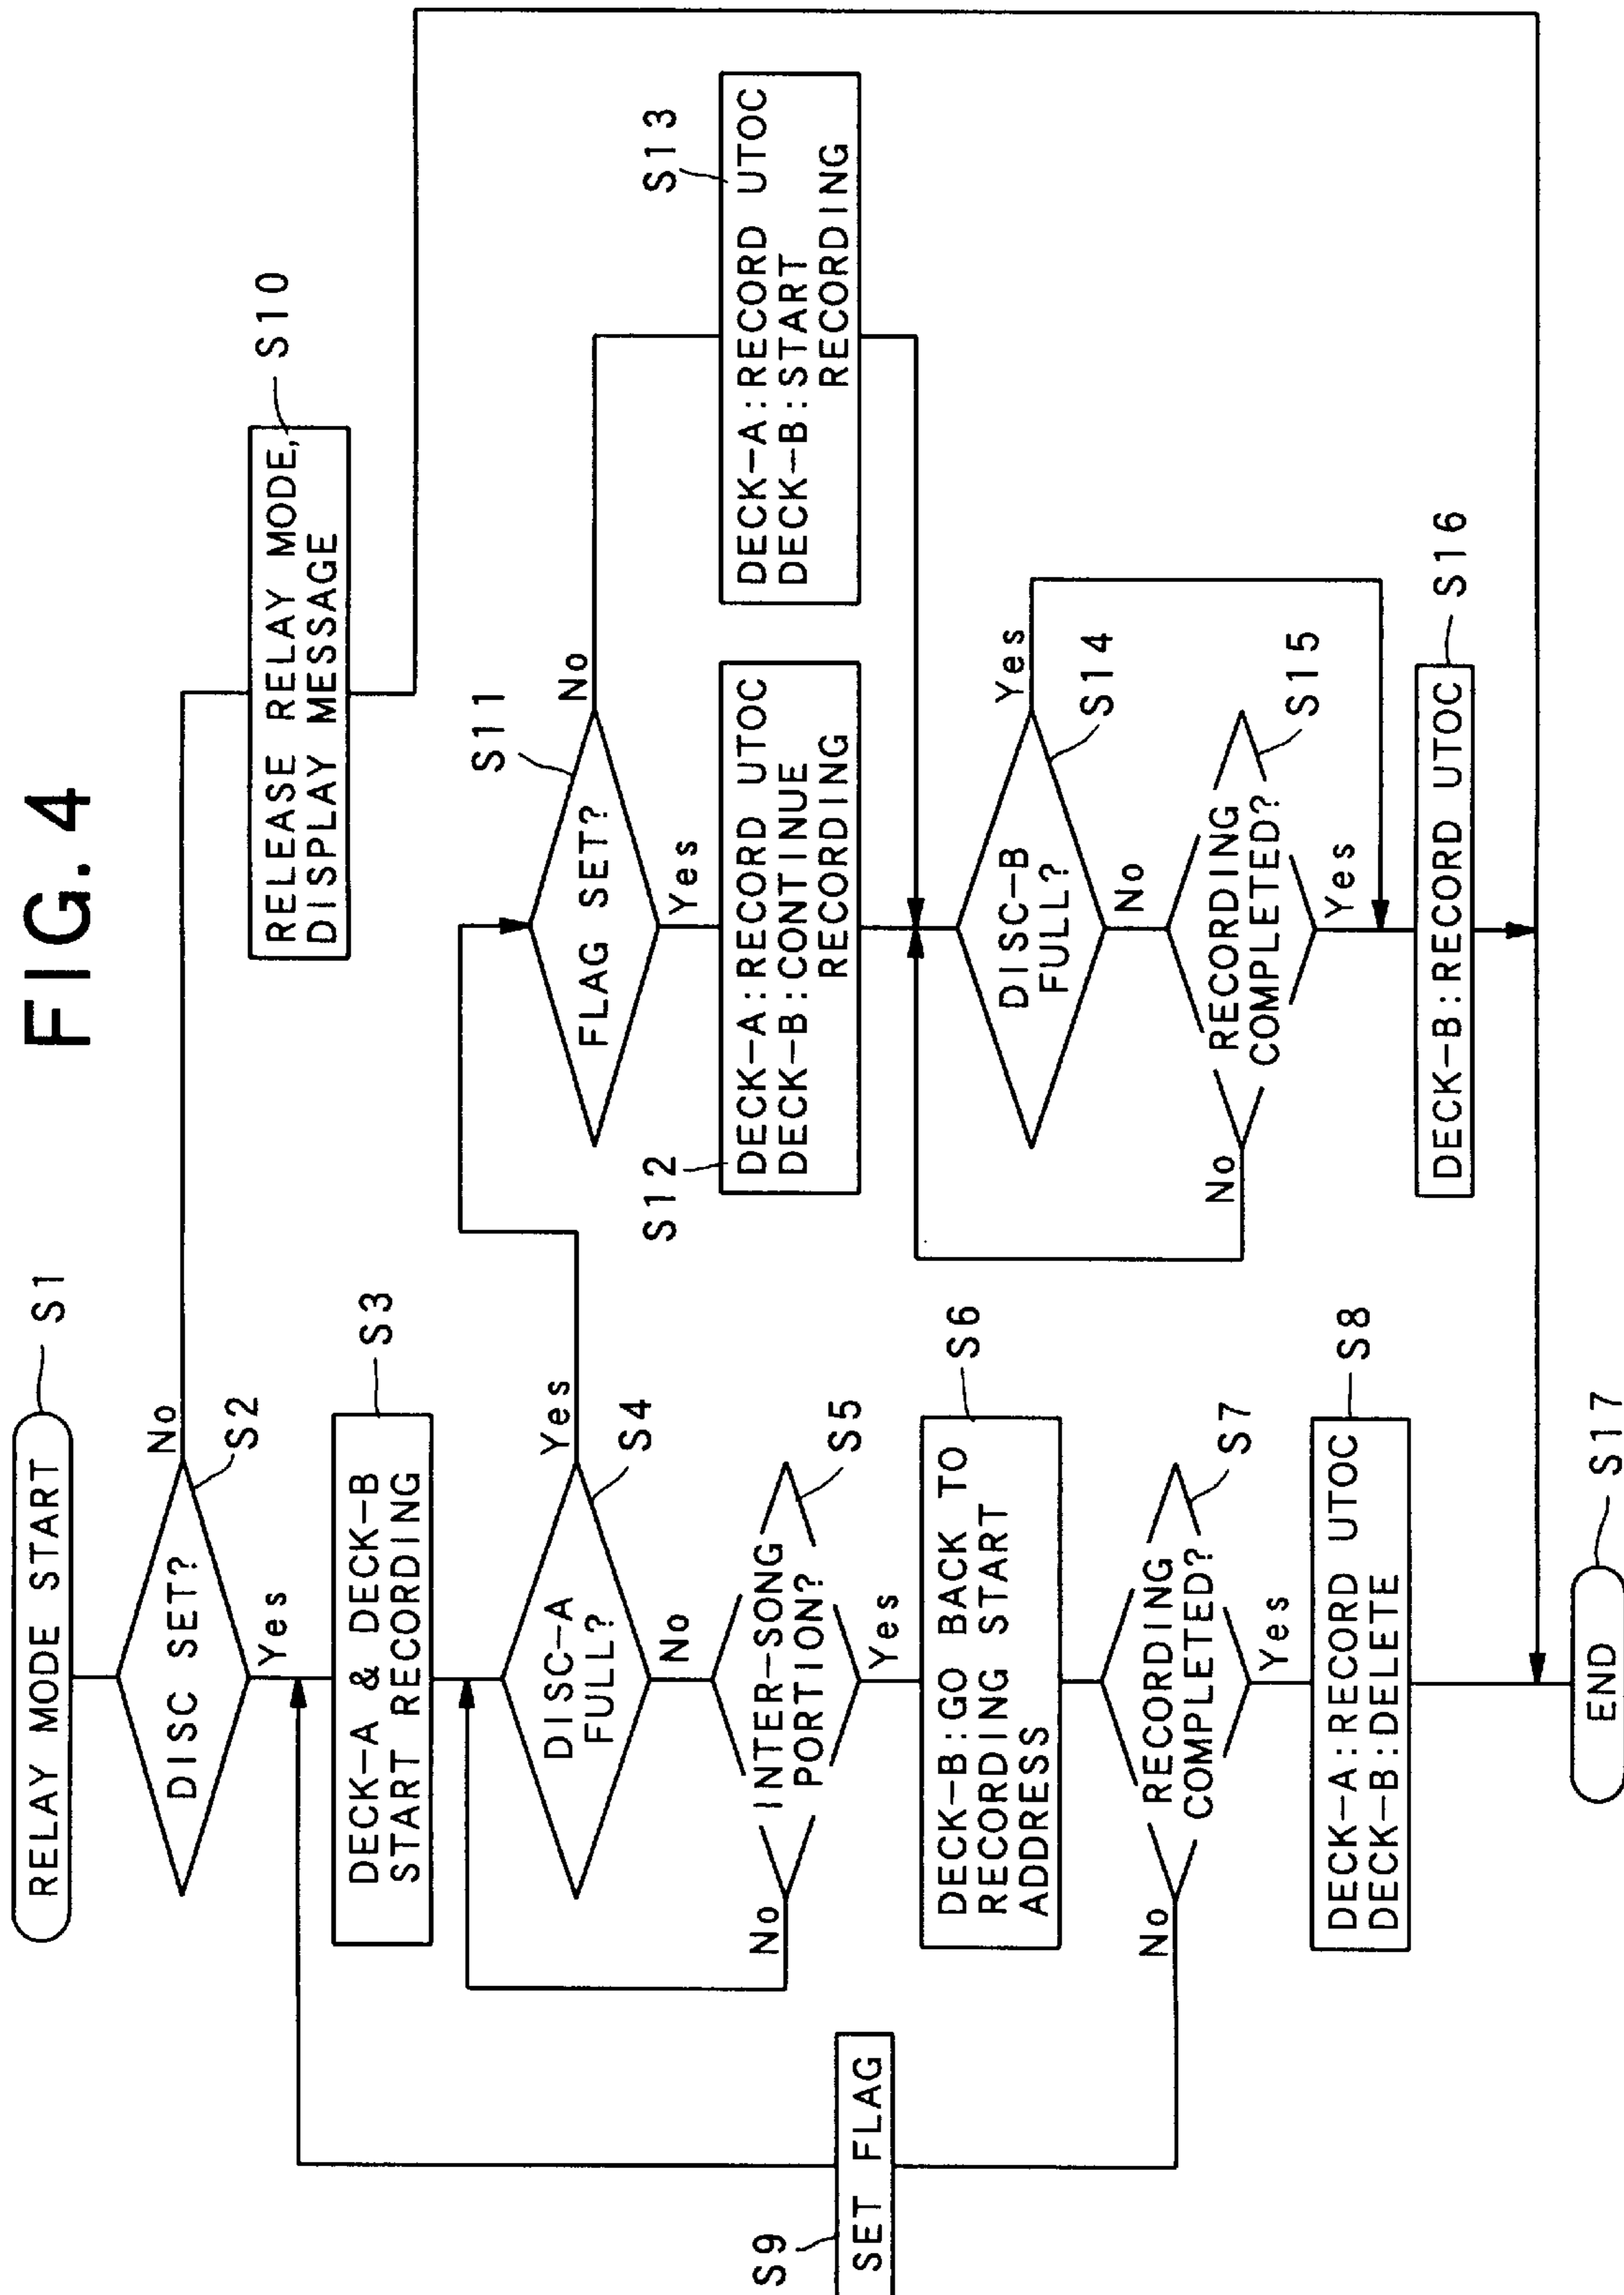 FIG. 4
RELAY MODE START
S1
DISC SET?
S2
No
Yes
DECK-A & DECK-B
START RECORDING
S3
DISC-A
FULL?
S4
Yes
No
INTER-SONG
PORTION?
S5
No
Yes
DECK-B:GO BACK TO
RECORDING START
ADDRESS
S6
RECORDING
COMPLETED?
S7
No
Yes
DECK-A:RECORD UTOC
DECK-B:DELETE
S8
S9
SET FLAG
RELEASE RELAY MODE,
DISPLAY MESSAGE
S10
FLAG SET?
S11
No
Yes
S12
DECK-A:RECORD UTOC
DECK-B:CONTINUE
RECORDING
S13
DECK-A:RECORD UTOC
DECK-B:START
RECORDING
DISC-B
FULL?
S14
Yes
No
RECORDING
COMPLETED?
S15
No
Yes
DECK-B:RECORD UTOC
S16
END
S17